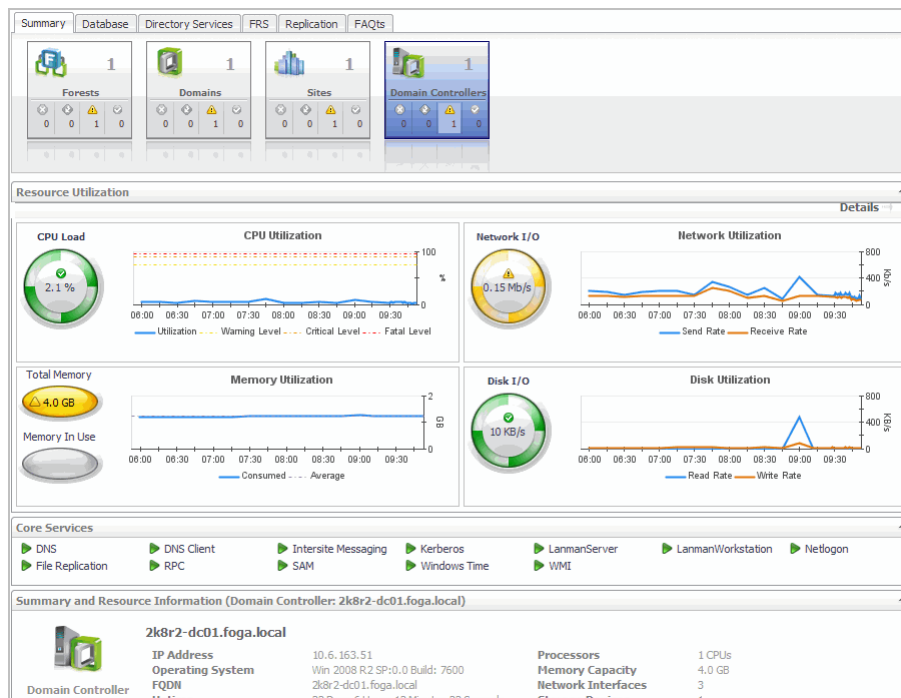 Summary Database Directory Services FRS Replication FAQts
1 1 1 1
Forests Domains Sites Domain Controllers
0 0 1 0 0 0 1 0 0 0 1 0 0 0 1 0
Resource Utilization
Details
CPU Load
CPU Utilization
2.1 %
100
%
0
06:00 06:30 07:00 07:30 08:00 08:30 09:00 09:30
Utilization Warning Level Critical Level Fatal Level
Network I/O
Network Utilization
0.15 Mb/s
800
400
0
Kb/s
06:00 06:30 07:00 07:30 08:00 08:30 09:00 09:30
Send Rate Receive Rate
Total Memory
4.0 GB
Memory In Use
Memory Utilization
2
GB
0
06:00 06:30 07:00 07:30 08:00 08:30 09:00 09:30
Consumed Average
Disk I/O
Disk Utilization
10 KB/s
800
400
0
KB/s
06:00 06:30 07:00 07:30 08:00 08:30 09:00 09:30
Read Rate Write Rate
Core Services
DNS DNS Client Intersite Messaging Kerberos LanmanServer LanmanWorkstation Netlogon
File Replication RPC SAM Windows Time WMI
Summary and Resource Information (Domain Controller: 2k8r2-dc01.foga.local)
2k8r2-dc01.foga.local
IP Address 10.6.163.51 Processors 1 CPUs
Operating System Win 2008 R2 SP:0.0 Build: 7600 Memory Capacity 4.0 GB
FQDN 2k8r2-dc01.foga.local Network Interfaces 3
Domain Controller